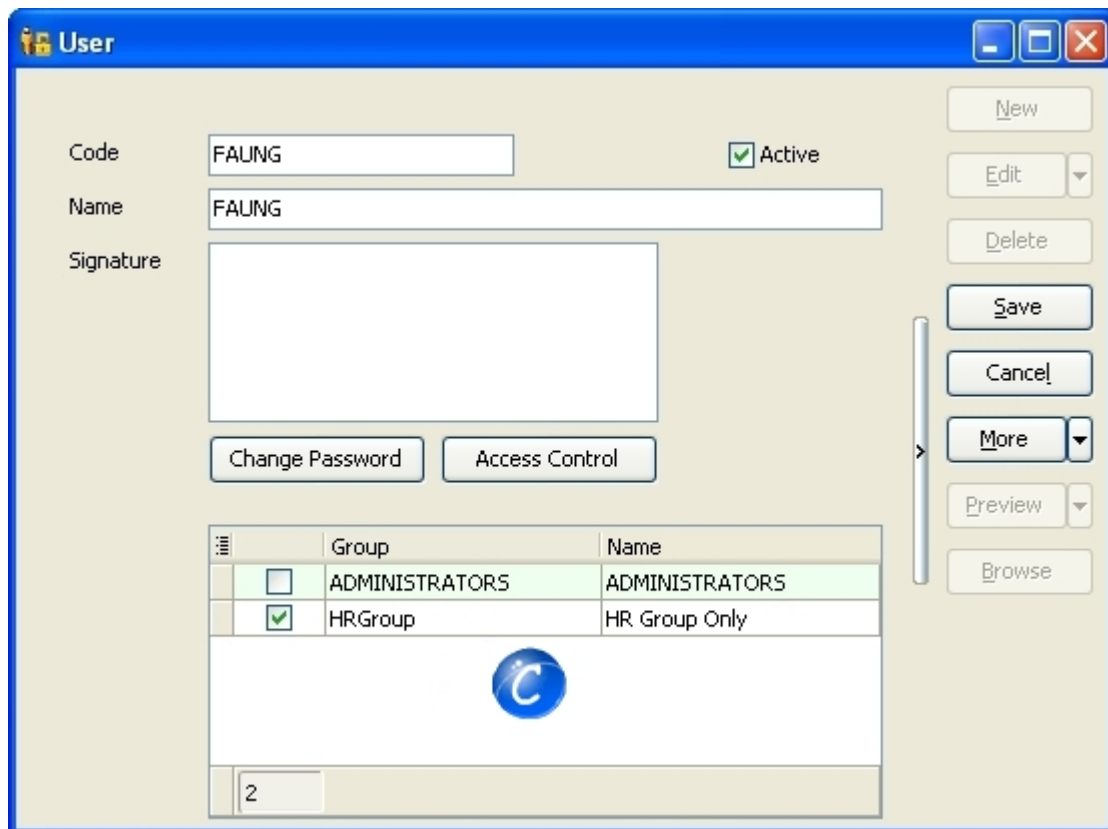 User
New
Code FAUNG Active
Edit
Name FAUNG
Delete
Signature
Save
Cancel
More
Change Password Access Control
Preview
Group Name
Browse
ADMINISTRATORS ADMINISTRATORS
HRGroup HR Group Only
C
2